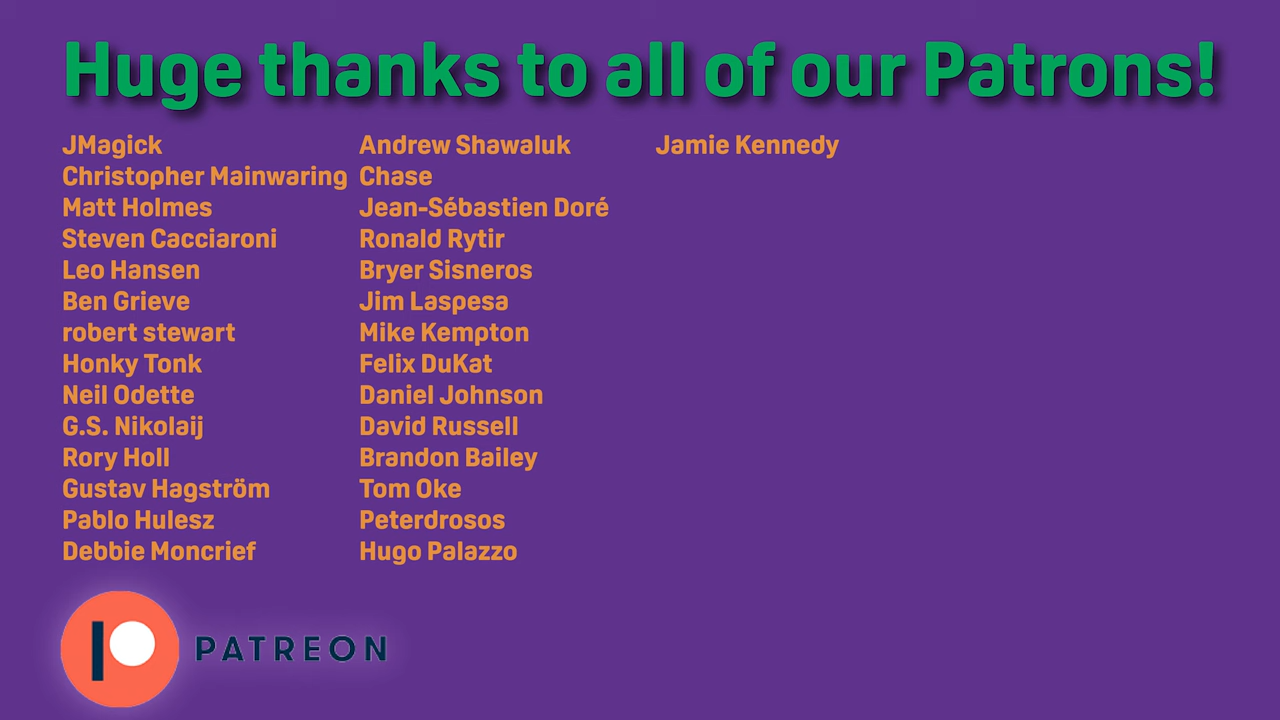 Huge thanks to all of our Patrons!
JMagick
Christopher Mainwaring
Matt Holmes
Steven Cacciaroni
Leo Hansen
Ben Grieve
robert stewart
Honky Tonk
Neil Odette
G.S. Nikolaij
Rory Holl
Gustav Hagström
Pablo Hulesz
Debbie Moncrief
Andrew Shawaluk
Chase
Jean-Sébastien Doré
Ronald Rytir
Bryer Sisneros
Jim Laspesa
Mike Kempton
Felix DuKat
Daniel Johnson
David Russell
Brandon Bailey
Tom Oke
Peterdrosos
Hugo Palazzo
Jamie Kennedy
PATREON